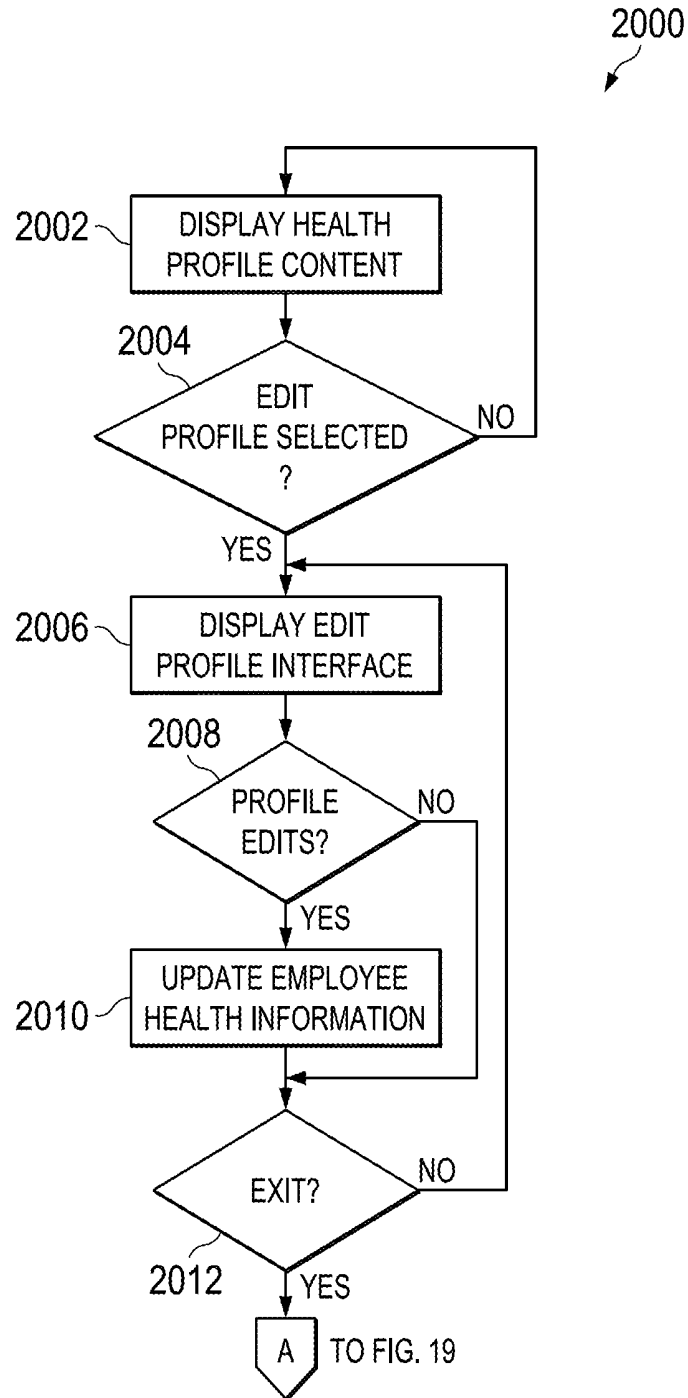 2000
2002
DISPLAY HEALTH
PROFILE CONTENT
2004
EDIT
PROFILE SELECTED
?
NO
YES
2006
DISPLAY EDIT
PROFILE INTERFACE
2008
PROFILE
EDITS?
NO
YES
2010
UPDATE EMPLOYEE
HEALTH INFORMATION
EXIT?
NO
2012
YES
A TO FIG. 19